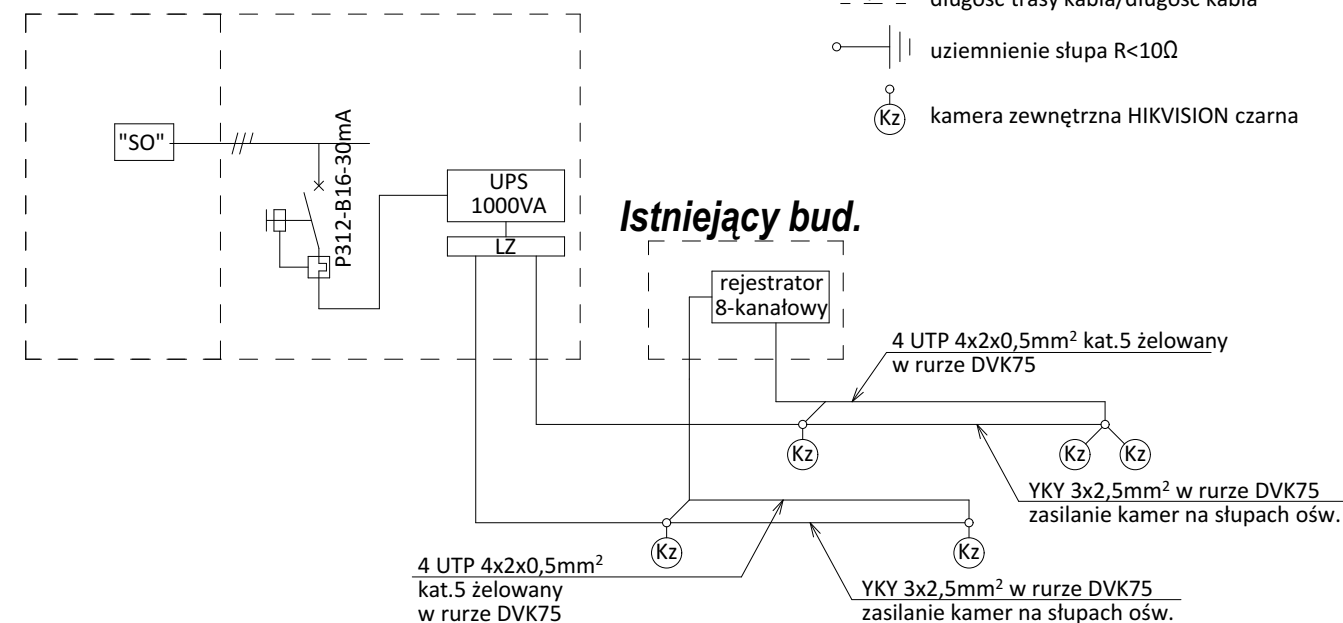 długość trasy kabla/długość kabla
uziemnienie słupa R<10Ω
Kz
kamera zewnętrzna HIKVISION czarna
"SO"
P312-B16-30mA
UPS
1000VA
LZ
Istniejący bud.
rejestrator
8-kanałowy
4 UTP 4x2x0,5mm² kat.5 żelowany
w rurze DVK75
Kz
Kz
Kz
YKY 3x2,5mm² w rurze DVK75
zasilanie kamer na słupach ośw.
Kz
Kz
4 UTP 4x2x0,5mm²
kat.5 żelowany
w rurze DVK75
YKY 3x2,5mm² w rurze DVK75
zasilanie kamer na słupach ośw.